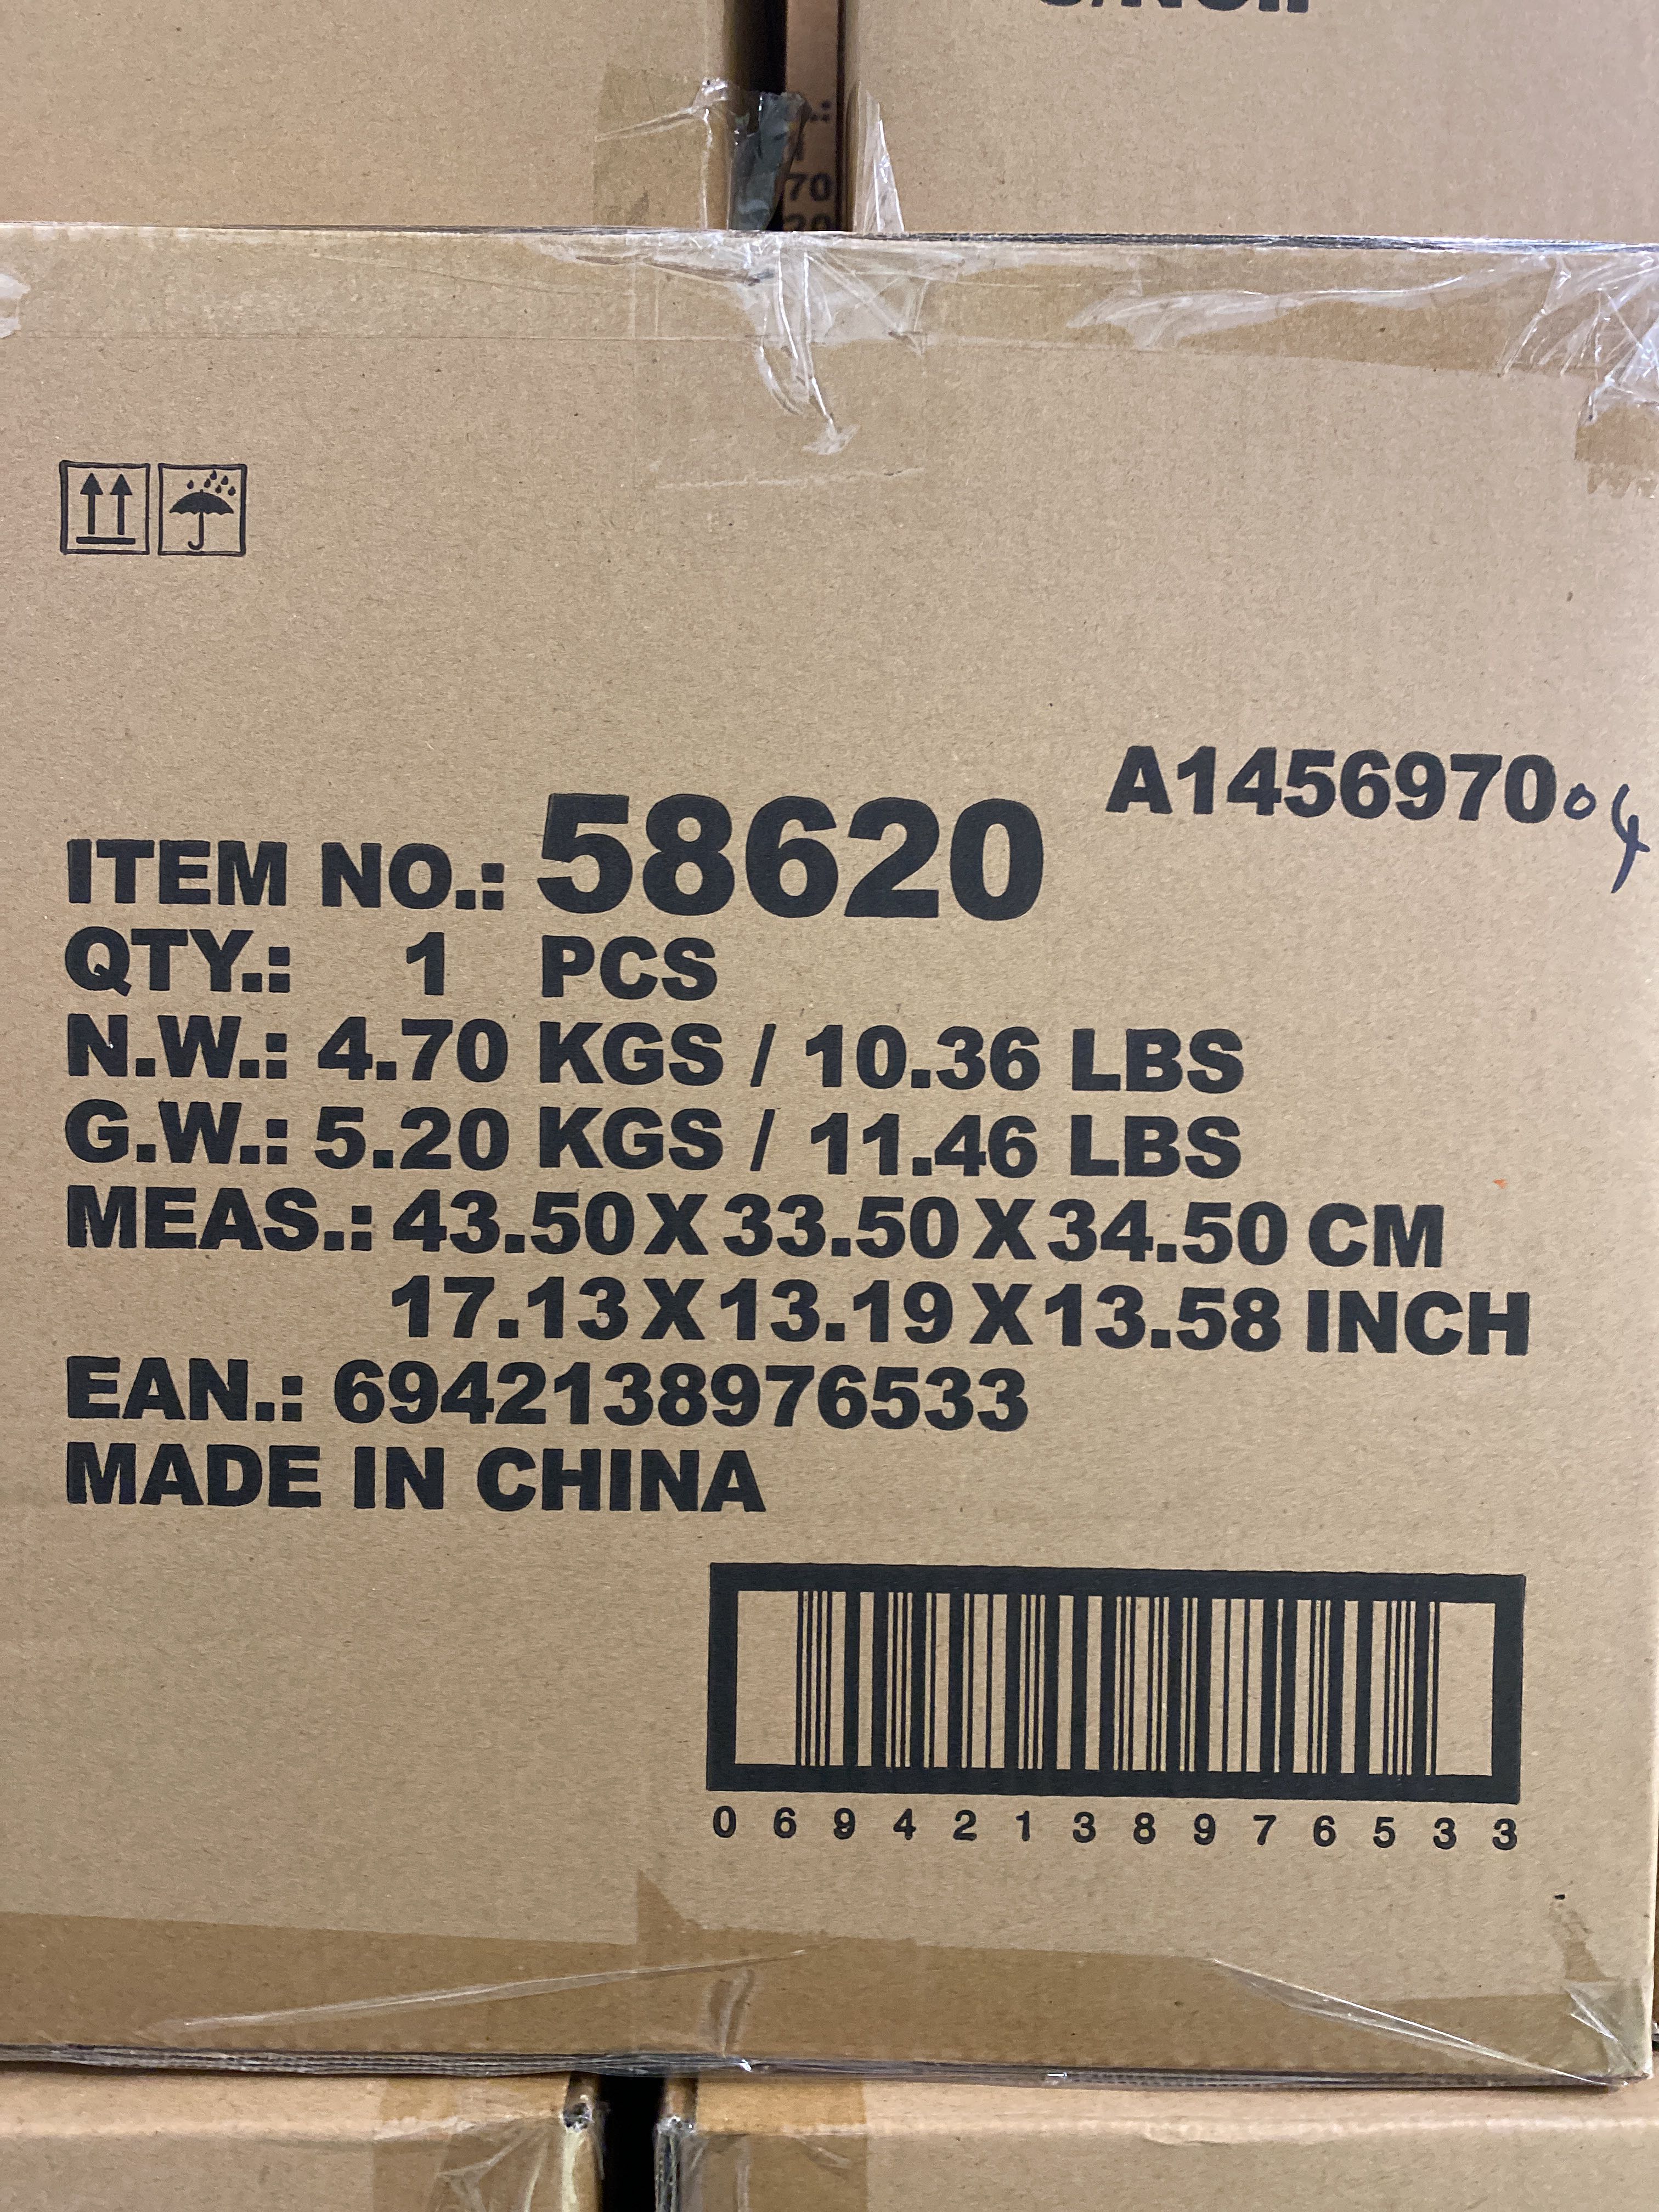 70
A1456970 04
ITEM NO.: 58620
QTY.: 1 PCS
N.W.: 4.70 KGS / 10.36 LBS
G.W.: 5.20 KGS / 11.46 LBS
MEAS.: 43.50 X 33.50 X 34.50 CM
17.13 X 13.19 X 13.58 INCH
EAN.: 6942138976533
MADE IN CHINA
0 6 9 4 2 1 3 8 9 7 6 5 3 3